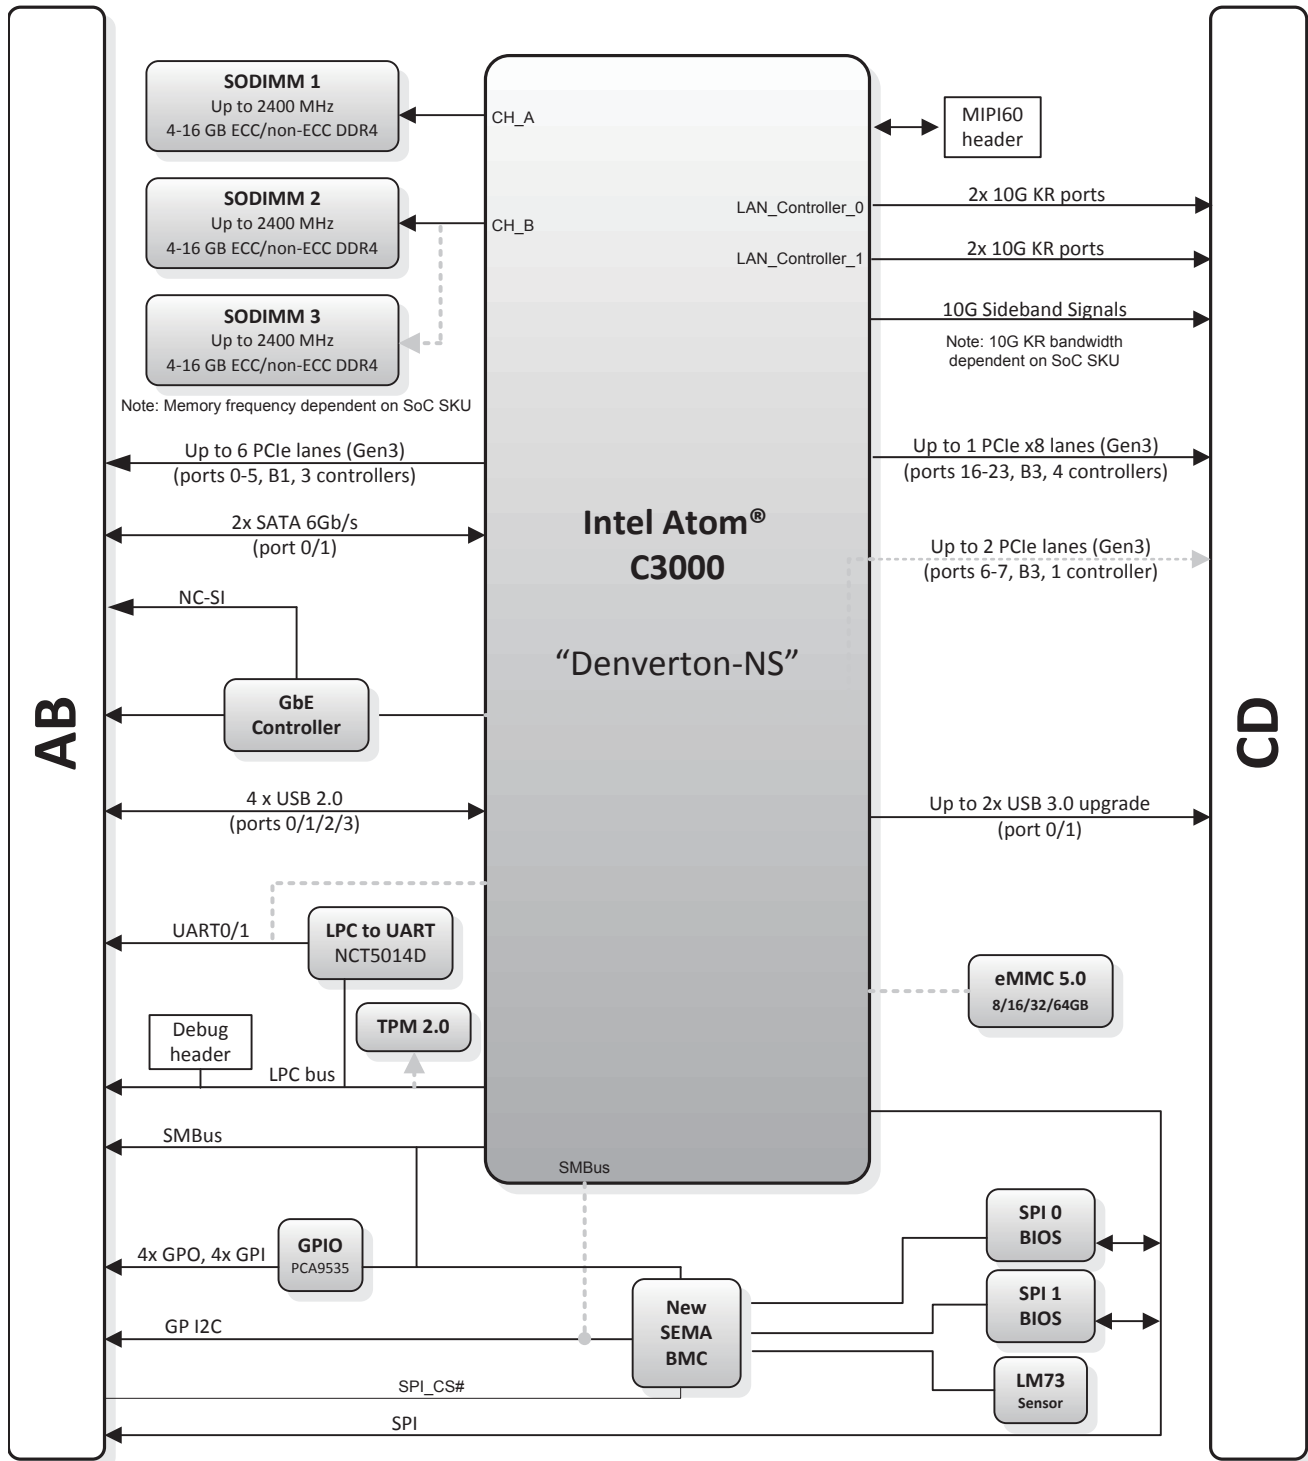 SODIMM 1
Up to 2400 MHz
4-16 GB ECC/non-ECC DDR4
CH_A
MIPI60
header
SODIMM 2
Up to 2400 MHz
4-16 GB ECC/non-ECC DDR4
CH_B
LAN_Controller_0
2x 10G KR ports
LAN_Controller_1
2x 10G KR ports
SODIMM 3
Up to 2400 MHz
4-16 GB ECC/non-ECC DDR4
Note: Memory frequency dependent on SoC SKU
10G Sideband Signals
Note: 10G KR bandwidth
dependent on SoC SKU
Up to 6 PCIe lanes (Gen3)
(ports 0-5, B1, 3 controllers)
Up to 1 PCIe x8 lanes (Gen3)
(ports 16-23, B3, 4 controllers)
2x SATA 6Gb/s
(port 0/1)
Intel Atom®
C3000
"Denverton-NS"
Up to 2 PCIe lanes (Gen3)
(ports 6-7, B3, 1 controller)
NC-SI
GbE
Controller
AB
CD
4 x USB 2.0
(ports 0/1/2/3)
Up to 2x USB 3.0 upgrade
(port 0/1)
UART0/1
LPC to UART
NCT5014D
TPM 2.0
eMMC 5.0
8/16/32/64GB
Debug
header
LPC bus
SMBus
SMBus
4x GPO, 4x GPI
GPIO
PCA9535
GP I2C
New
SEMA
BMC
SPI 0
BIOS
SPI 1
BIOS
LM73
Sensor
SPI_CS#
SPI